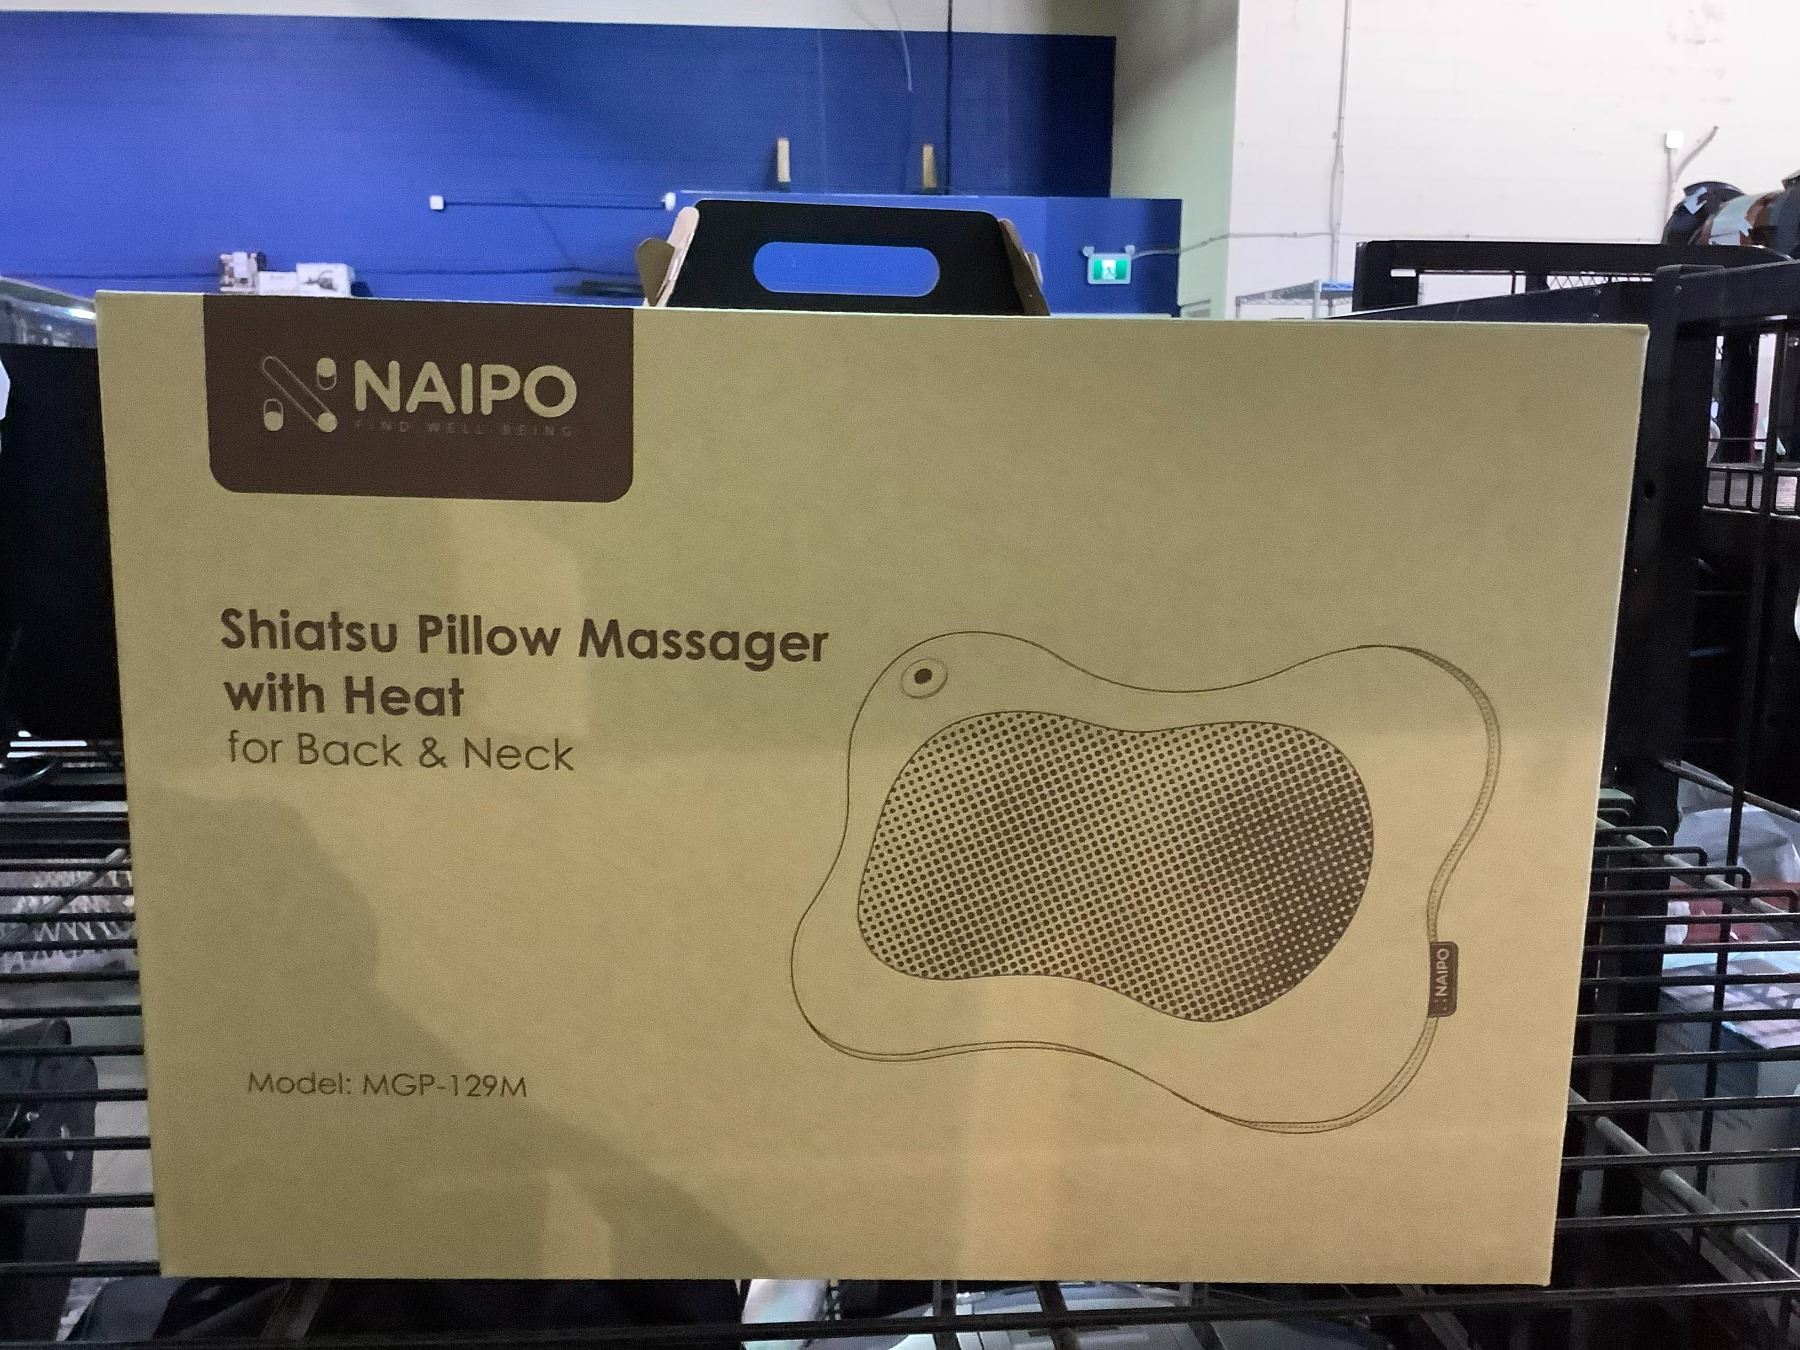 NAIPO
FIND WELL BEING
Shiatsu Pillow Massager
with Heat
for Back & Neck
NAIPO
Model: MGP-129M